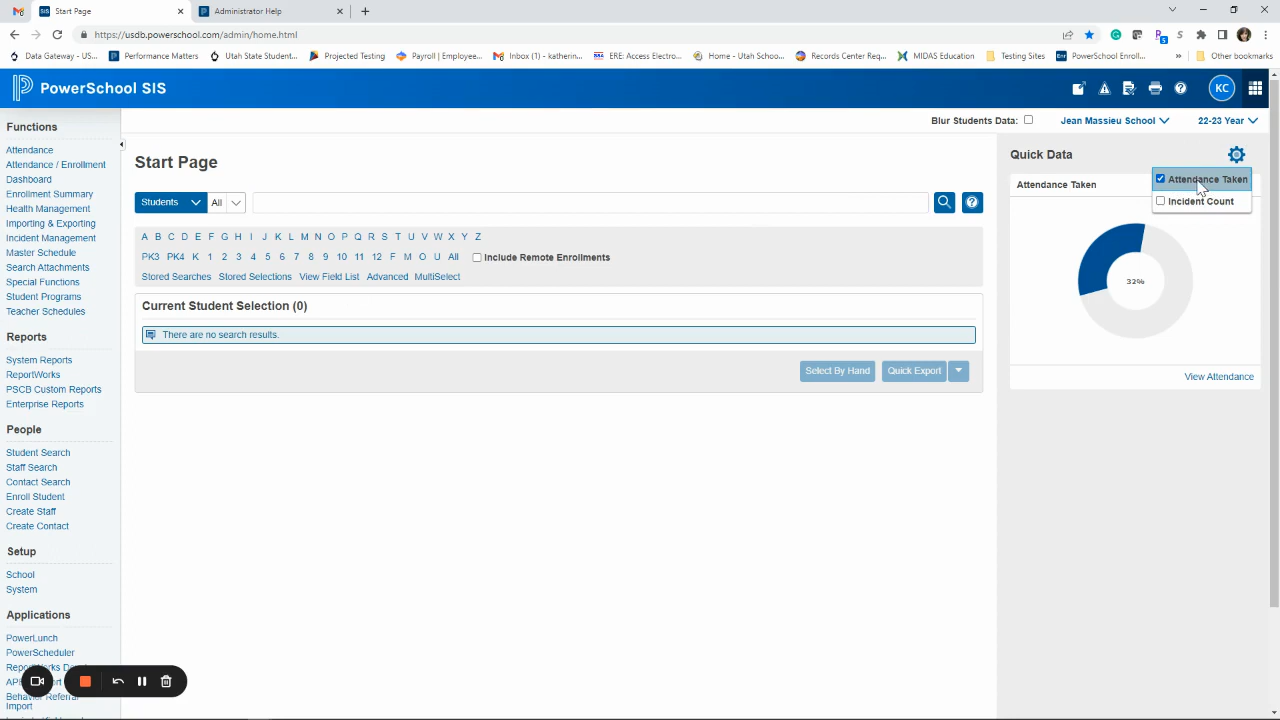 Start Page
Administrator Help
https://usdb.powerschool.com/admin/home.html
Data Gateway - US...
Performance Matters
Utah State Student...
Projected Testing
Payroll | Employee...
Inbox (1) - katherin...
ERE: Access Electro...
Home - Utah Schoo...
Records Center Req...
MIDAS Education
Testing Sites
PowerSchool Enroll...
»
Other bookmarks
PowerSchool SIS
KC
Blur Students Data:
Jean Massieu School
22-23 Year
Functions
Attendance
Attendance / Enrollment
Dashboard
Enrollment Summary
Health Management
Importing & Exporting
Incident Management
Master Schedule
Search Attachments
Special Functions
Student Programs
Teacher Schedules
Reports
System Reports
ReportWorks
PSCB Custom Reports
Enterprise Reports
People
Student Search
Staff Search
Contact Search
Enroll Student
Create Staff
Create Contact
Setup
School
System
Applications
PowerLunch
PowerScheduler
Behavior Referral
Import
Start Page
Students
All
A B C D E F G H I J K L M N O P Q R S T U V W X Y Z
PK3 PK4 K 1 2 3 4 5 6 7 8 9 10 11 12 F M O U All
Include Remote Enrollments
Stored Searches Stored Selections View Field List Advanced MultiSelect
Current Student Selection (0)
There are no search results.
Select By Hand
Quick Export
Quick Data
Attendance Taken
Attendance Taken
Incident Count
32%
View Attendance